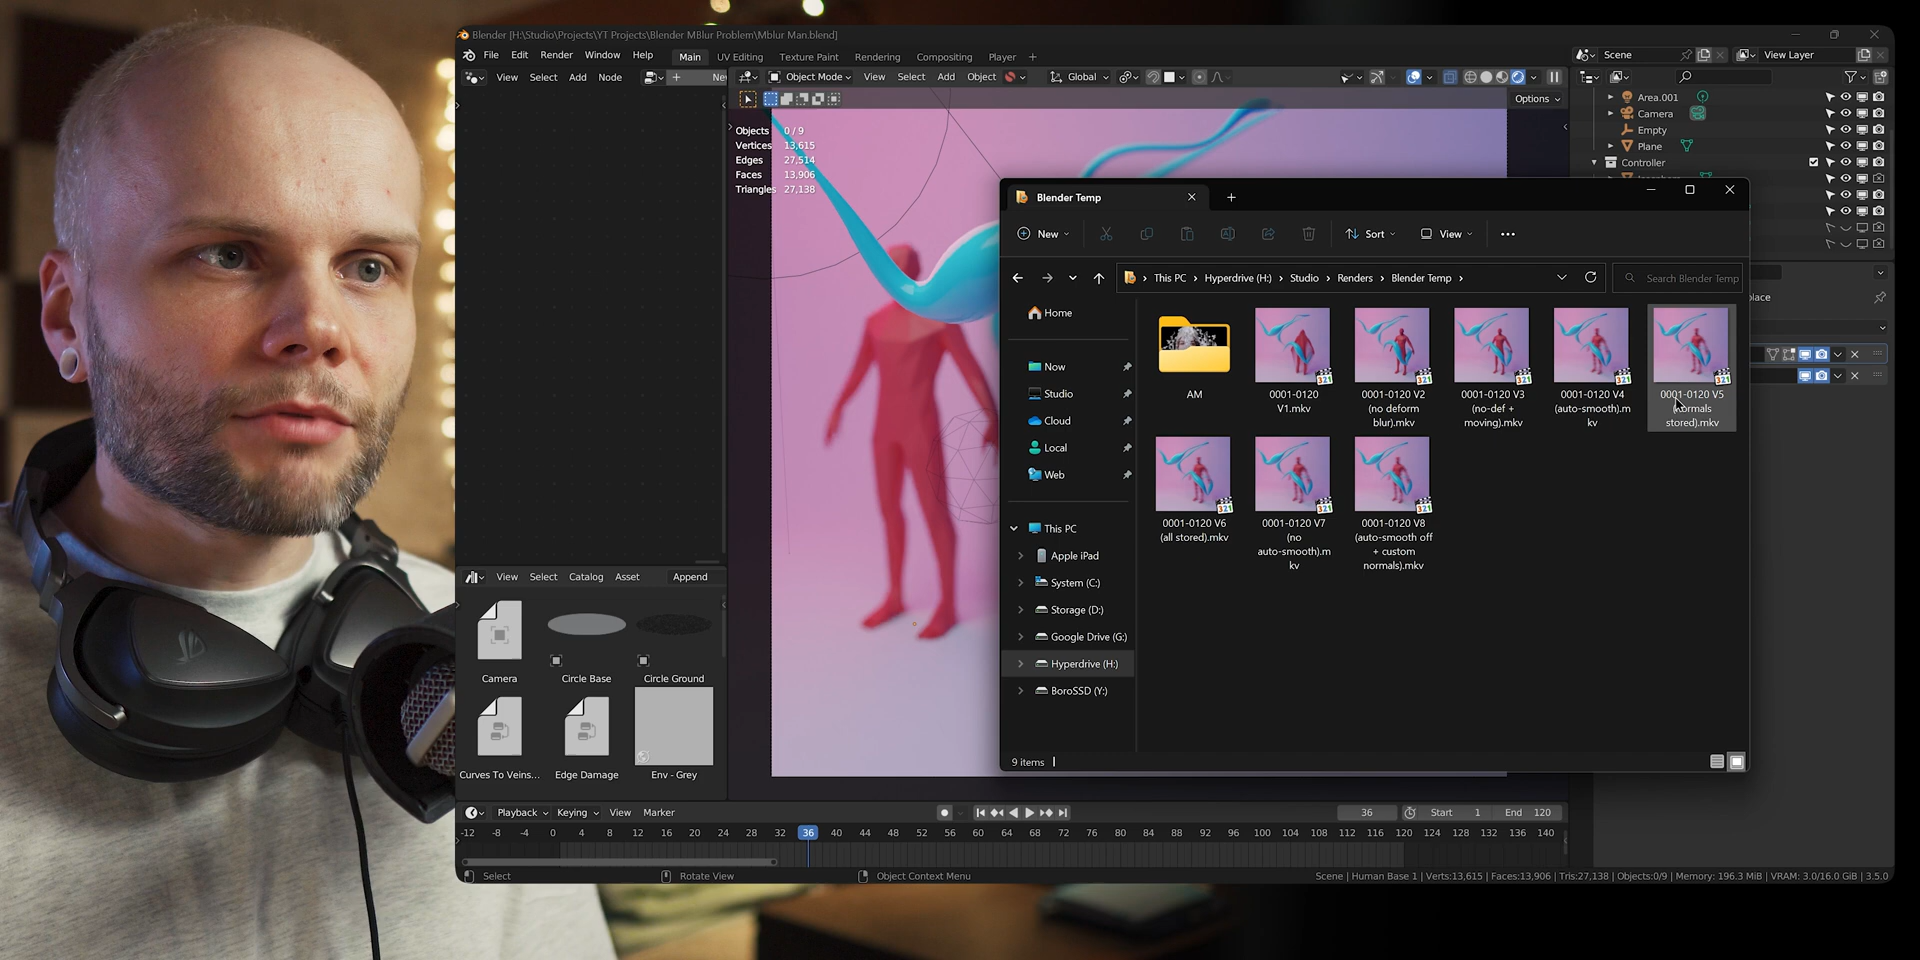 Blender [H:\Studio\Projects\YT Projects\Blender MBlur Problem\Mblur Man.blend]
File Edit Render Window Help Main UV Editing Texture Paint Rendering Compositing Player + Scene View Layer
View Select Add Node + New
Object Mode View Select Add Object Global
Options
Objects 0 / 9
Vertices 13,615
Edges 27,514
Faces 13,906
Triangles 27,138
Area.001
Camera
Empty
Plane
Controller
Blender Temp
New Sort View
This PC > Hyperdrive (H:) > Studio > Renders > Blender Temp >
Search Blender Temp
Home
Now
Studio
Cloud
Local
Web
This PC
Apple iPad
System (C:)
Storage (D:)
Google Drive (G:)
Hyperdrive (H:)
BoroSSD (Y:)
AM
0001-0120
V1.mkv
0001-0120 V2
(no deform
blur).mkv
0001-0120 V3
(no-def +
moving).mkv
0001-0120 V4
(auto-smooth).m
kv
0001-0120 V5
(normals
stored).mkv
0001-0120 V6
(all stored).mkv
0001-0120 V7
(no
auto-smooth).m
kv
0001-0120 V8
(auto-smooth off
+ custom
normals).mkv
9 items
View Select Catalog Asset Append
Camera
Circle Base
Circle Ground
Curves To Veins...
Edge Damage
Env - Grey
Playback Keying View Marker
36 Start 1 End 120
-12 -8 -4 0 4 8 12 16 20 24 28 32 36 40 44 48 52 56 60 64 68 72 76 80 84 88 92 96 100 104 108 112 116 120 124 128 132 136 140
Select Rotate View Object Context Menu
Scene | Human Base 1 | Verts:13,615 | Faces:13,906 | Tris:27,138 | Objects:0/9 | Memory: 196.3 MiB | VRAM: 3.0/16.0 GiB | 3.5.0